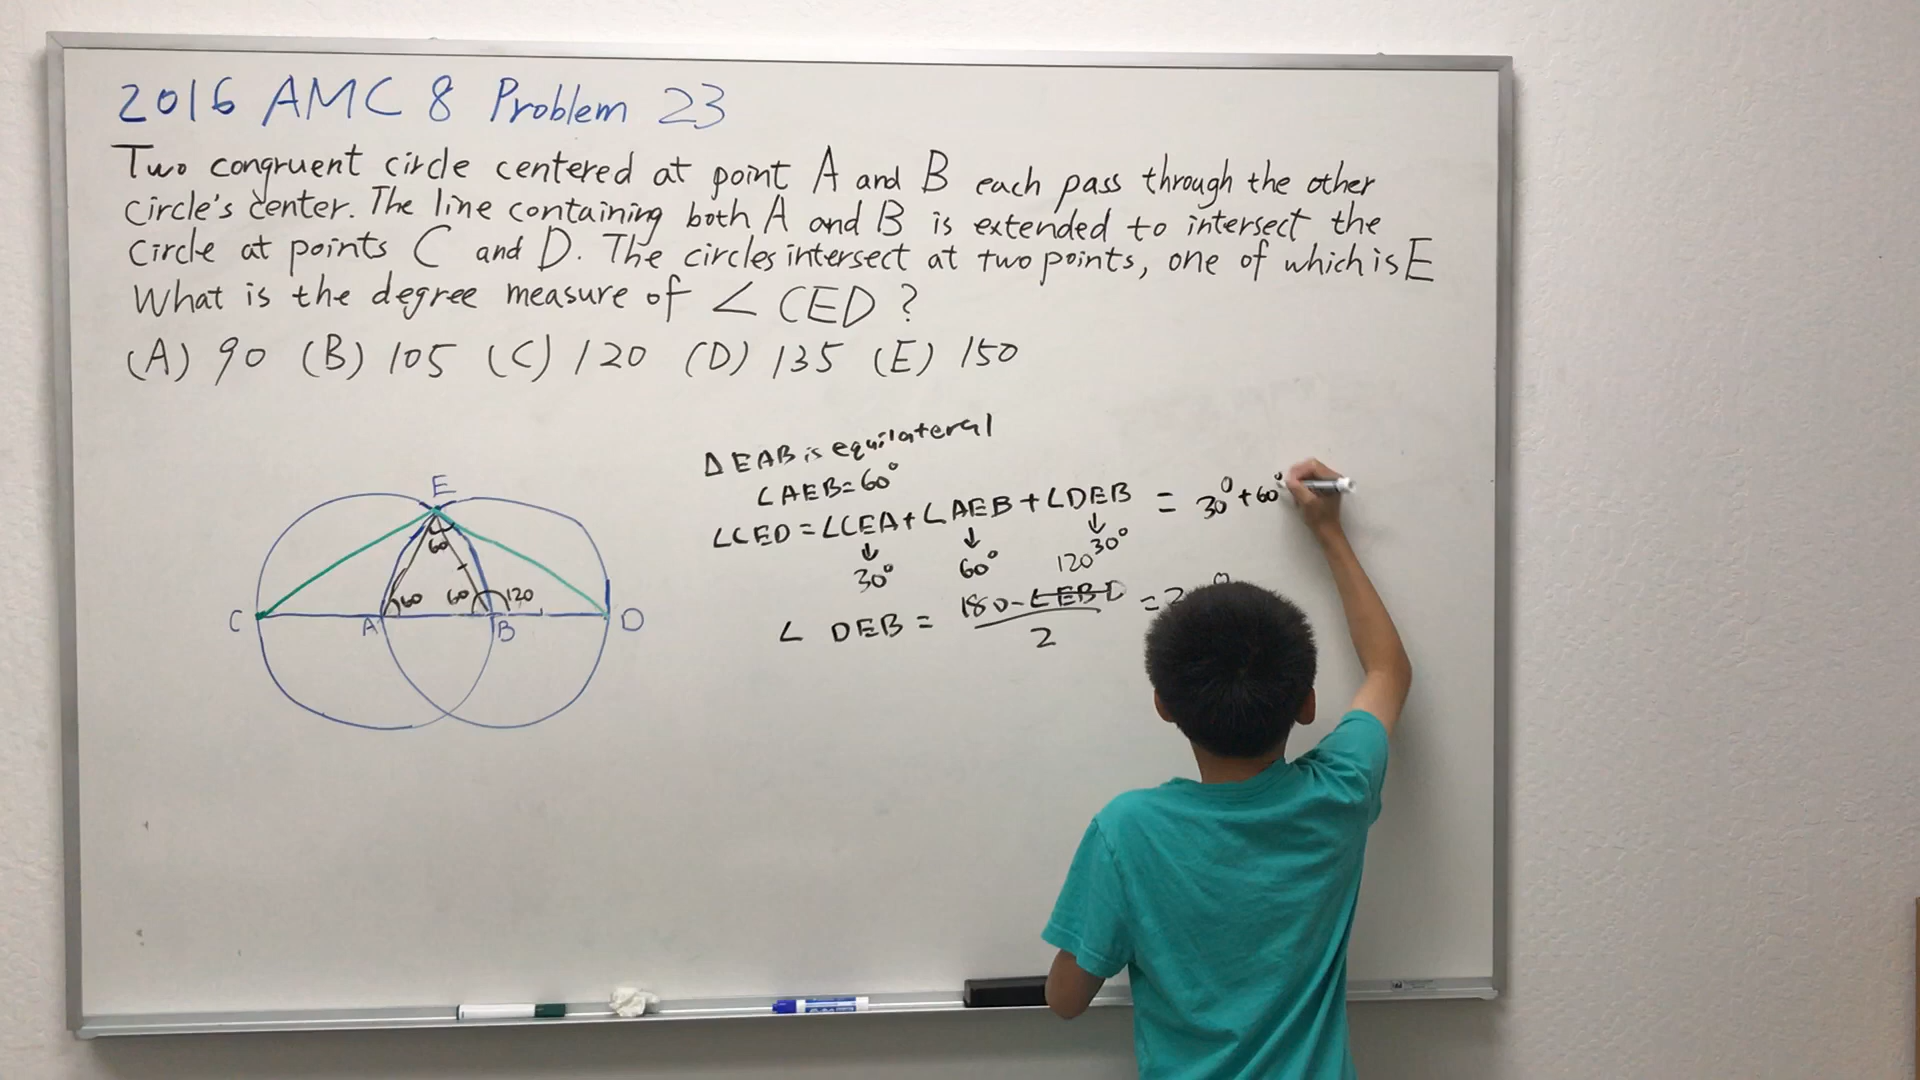 2016 AMC 8 Problem 23
Two congruent circle centered at point A and B each pass through the other
circle's center. The line containing both A and B is extended to intersect the
circle at points C and D. The circles intersect at two points, one of which is E
What is the degree measure of ∠CED?
(A) 90 (B) 105 (C) 120 (D) 135 (E) 150
E
60
60 60 120
C A B D
ΔEAB is equilateral
∠AEB=60°
∠CED=∠CEA+∠AEB+∠DEB = 30°+60°
↓ ↓ ↓
30° 60° 30°
120
∠DEB = 180-∠EBD =
2